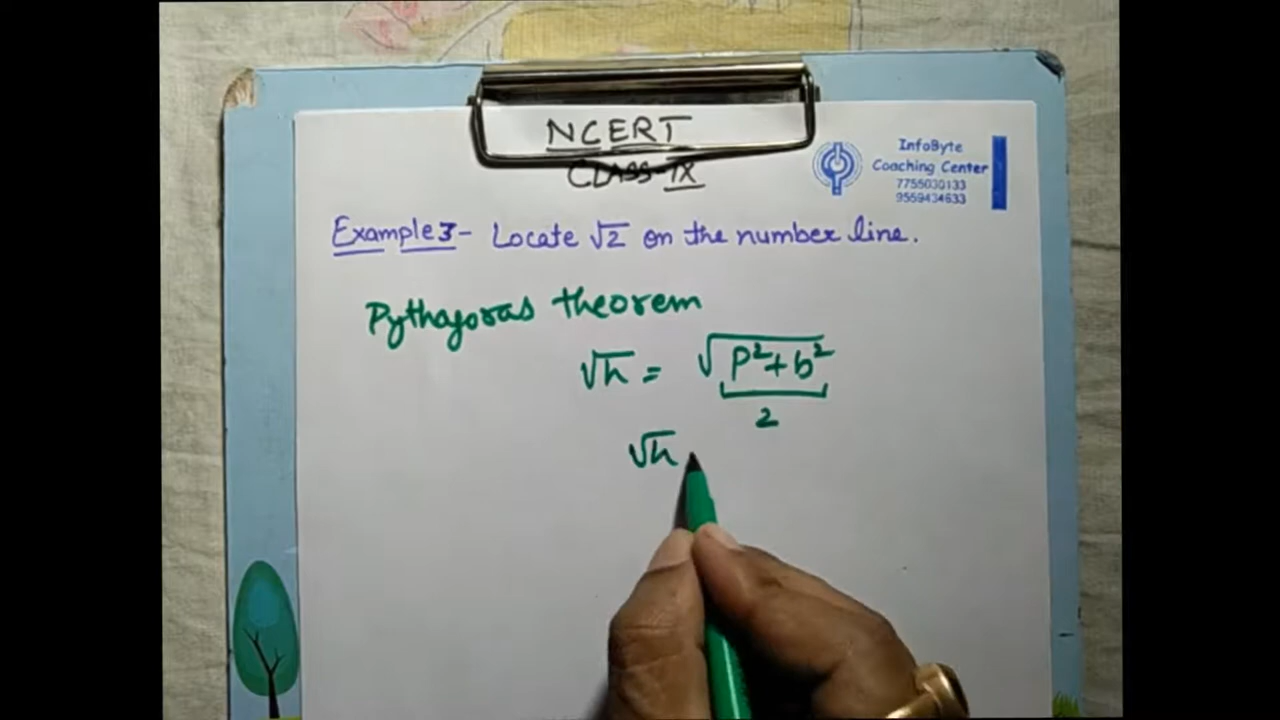 NCERT
CLASS-IX
InfoByte
Coaching Center
7755030133
9559434633
Example 3- Locate √2 on the number line.
Pythagoras theorem
√h = √p²+b²
2
√h